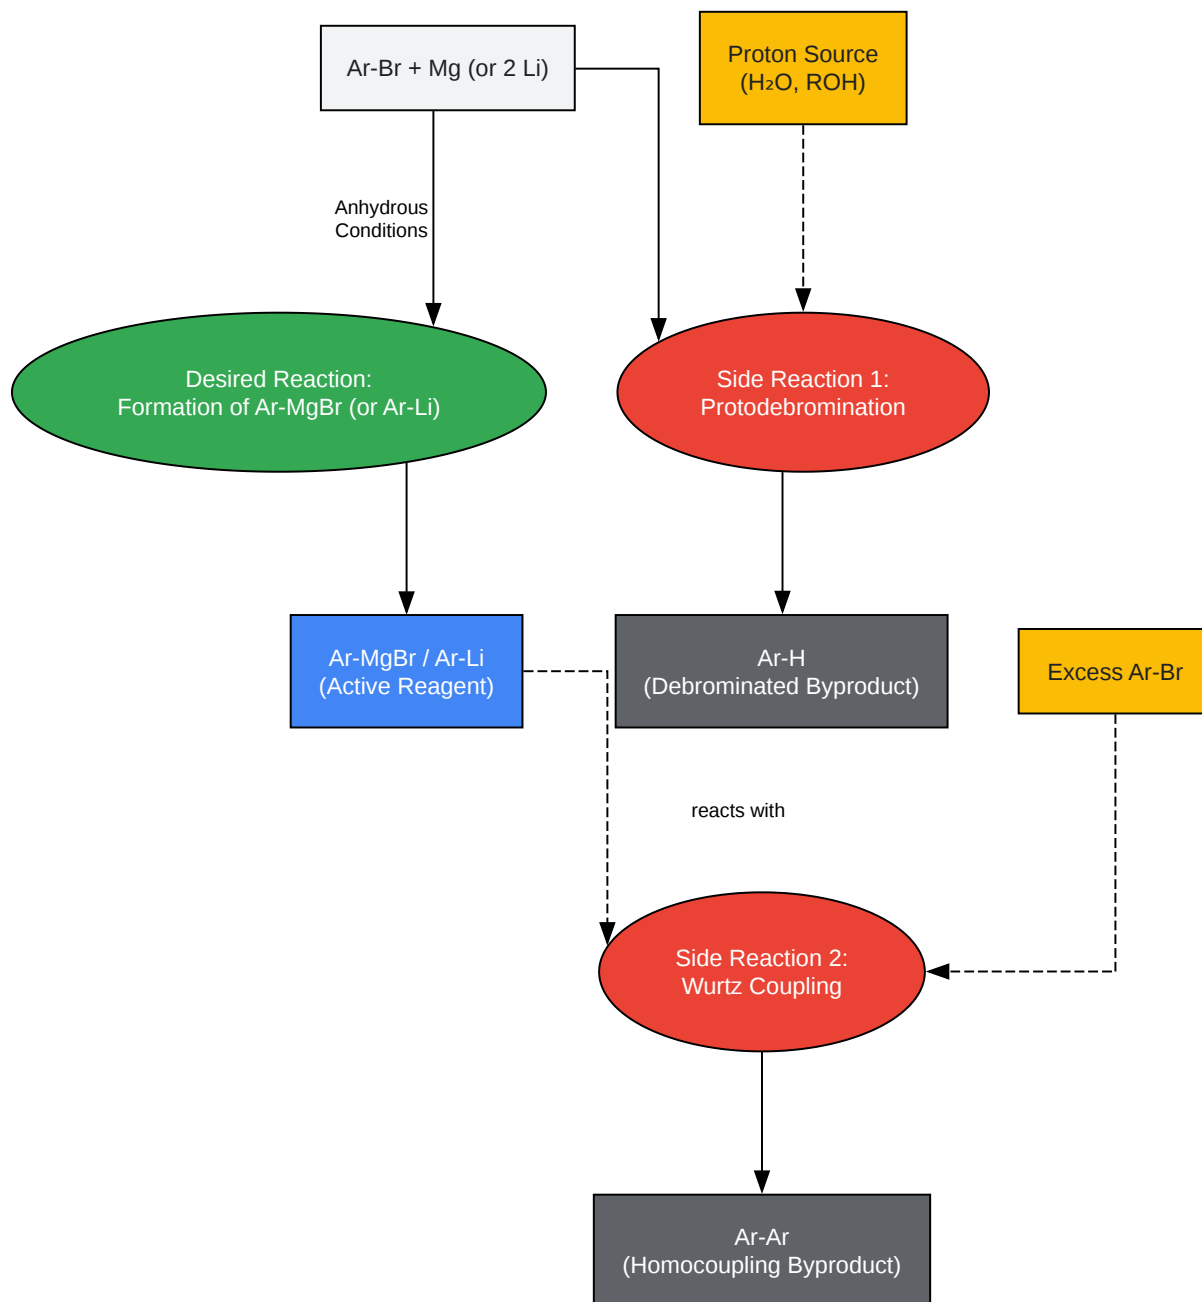 Ar-Br + Mg (or 2 Li)
Proton Source
(H₂O, ROH)
Anhydrous
Conditions
Desired Reaction:
Formation of Ar-MgBr (or Ar-Li)
Side Reaction 1:
Protodebromination
Ar-MgBr / Ar-Li
(Active Reagent)
Ar-H
(Debrominated Byproduct)
Excess Ar-Br
reacts with
Side Reaction 2:
Wurtz Coupling
Ar-Ar
(Homocoupling Byproduct)